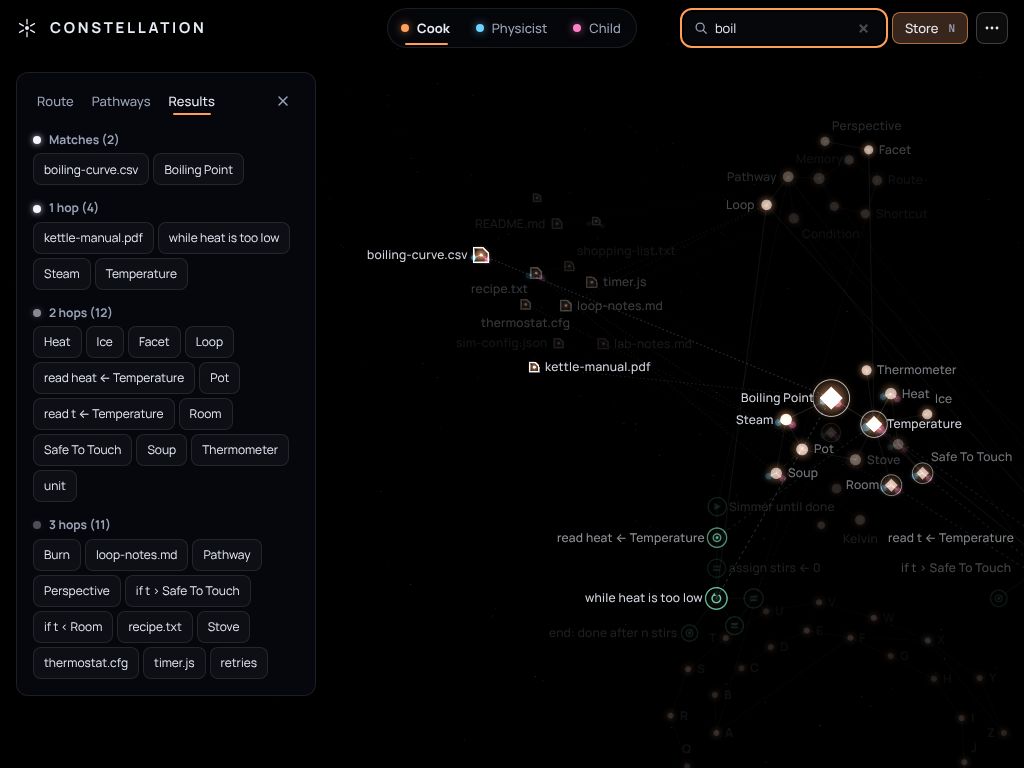 CONSTELLATION
Cook
Physicist
Child
boil
Store N
Route Pathways Results
Matches (2)
boiling-curve.csv Boiling Point
1 hop (4)
kettle-manual.pdf while heat is too low
Steam Temperature
2 hops (12)
Heat Ice Facet Loop
read heat ← Temperature Pot
read t ← Temperature Room
Safe To Touch Soup Thermometer
unit
3 hops (11)
Burn loop-notes.md Pathway
Perspective if t > Safe To Touch
if t < Room recipe.txt Stove
thermostat.cfg timer.js retries
Perspective
Facet
Memory
Pathway
Route
Loop
Shortcut
Condition
README.md
shopping-list.txt
boiling-curve.csv
recipe.txt
timer.js
loop-notes.md
thermostat.cfg
sim-config.json
lab-notes.md
kettle-manual.pdf
Thermometer
Boiling Point
Heat
Ice
Steam
Temperature
Pot
Stove
Safe To Touch
Soup
Room
Simmer until done
Kelvin
read heat ← Temperature
read t ← Temperature
assign stirs ← 0
if t > Safe To Touch
while heat is too low
end: done after n stirs
V
U
W
T
E
F
X
D
G
S
C
H
Y
B
R
I
A
Z
Q
J